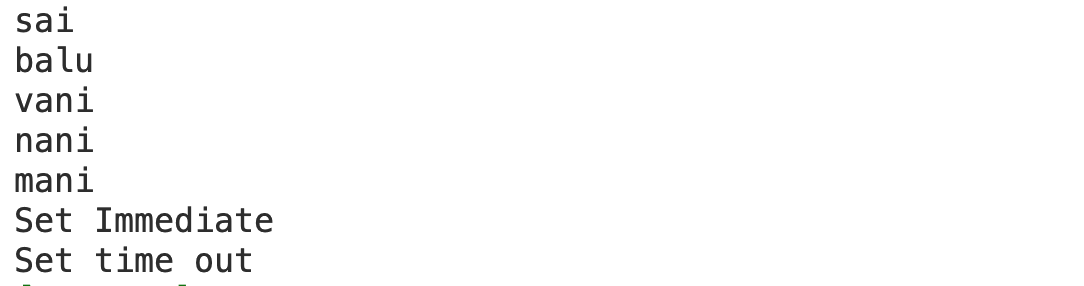 sai
balu
vani
nani
mani
Set Immediate
Set time out